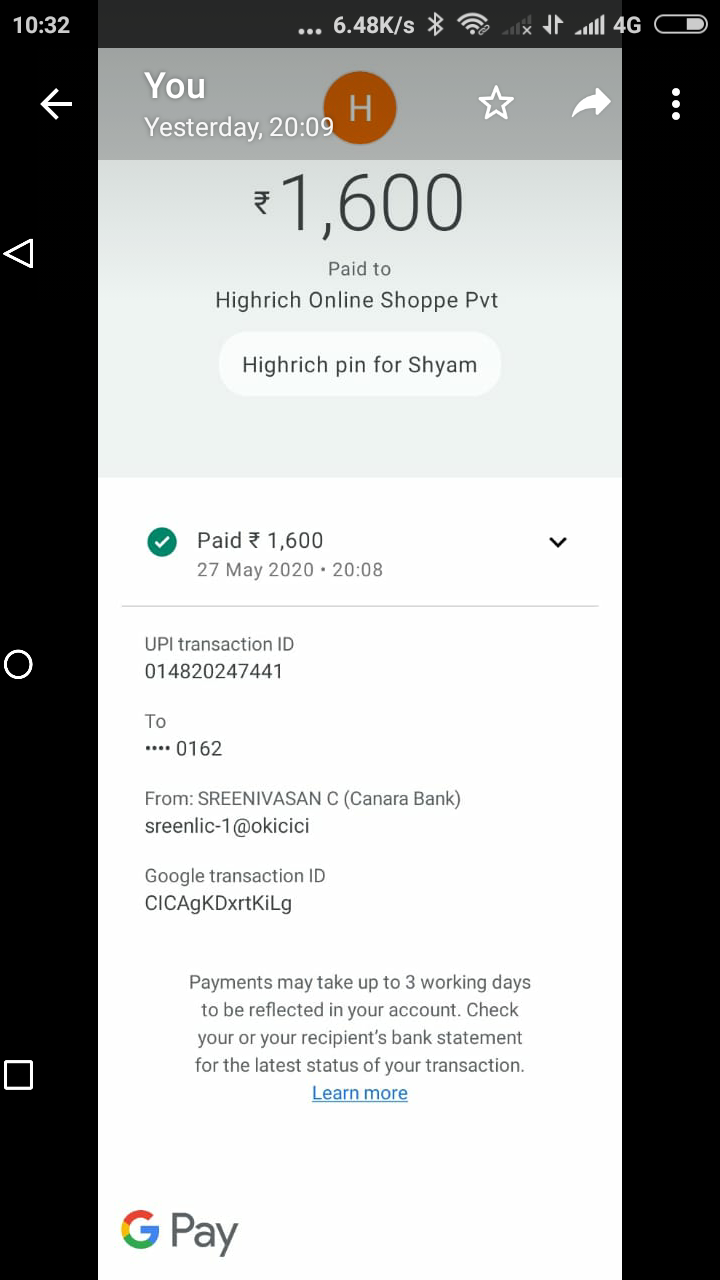 10:32
... 6.48K/s 4G
You
Yesterday, 20:09
H
₹1,600
Paid to
Highrich Online Shoppe Pvt
Highrich pin for Shyam
Paid ₹ 1,600
27 May 2020 • 20:08
UPI transaction ID
014820247441
To
•••• 0162
From: SREENIVASAN C (Canara Bank)
sreenlic-1@okicici
Google transaction ID
CICAgKDxrtKiLg
Payments may take up to 3 working days
to be reflected in your account. Check
your or your recipient's bank statement
for the latest status of your transaction.
Learn more
G Pay